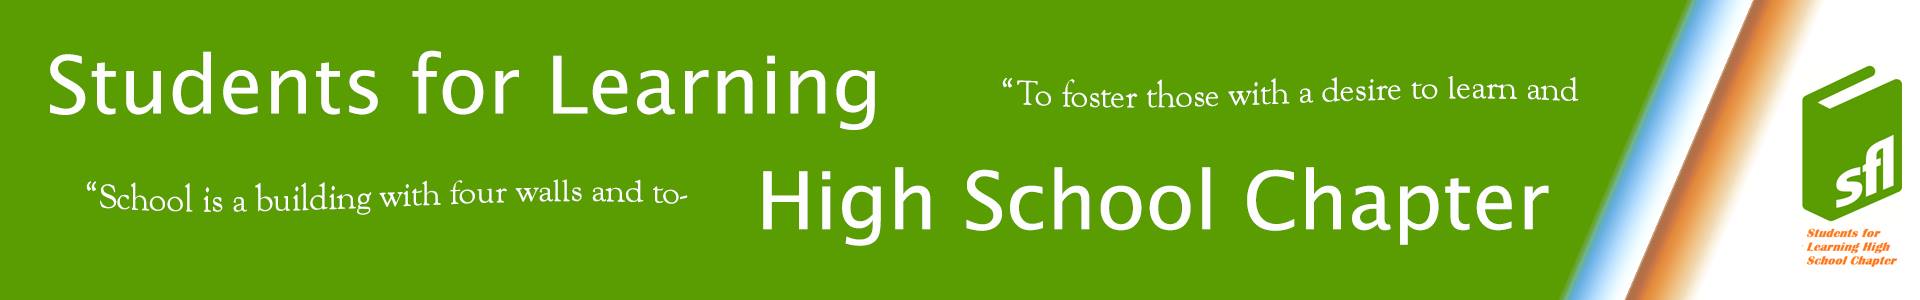 Students for Learning
“To foster those with a desire to learn and
“School is a building with four walls and to-
High School Chapter
sfl
Students for
Learning High
School Chapter